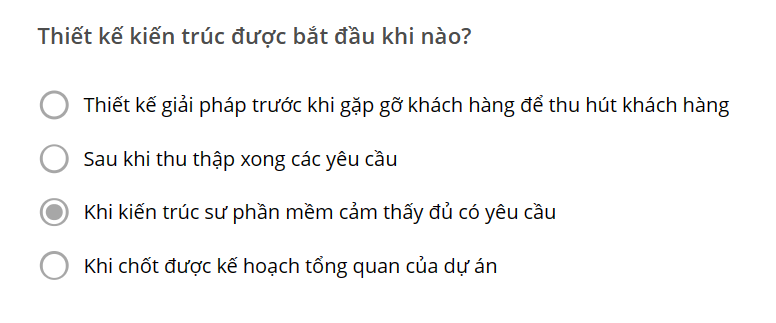 Thiết kế kiến trúc được bắt đầu khi nào?
Thiết kế giải pháp trước khi gặp gỡ khách hàng để thu hút khách hàng
Sau khi thu thập xong các yêu cầu
Khi kiến trúc sư phần mềm cảm thấy đủ có yêu cầu
Khi chốt được kế hoạch tổng quan của dự án